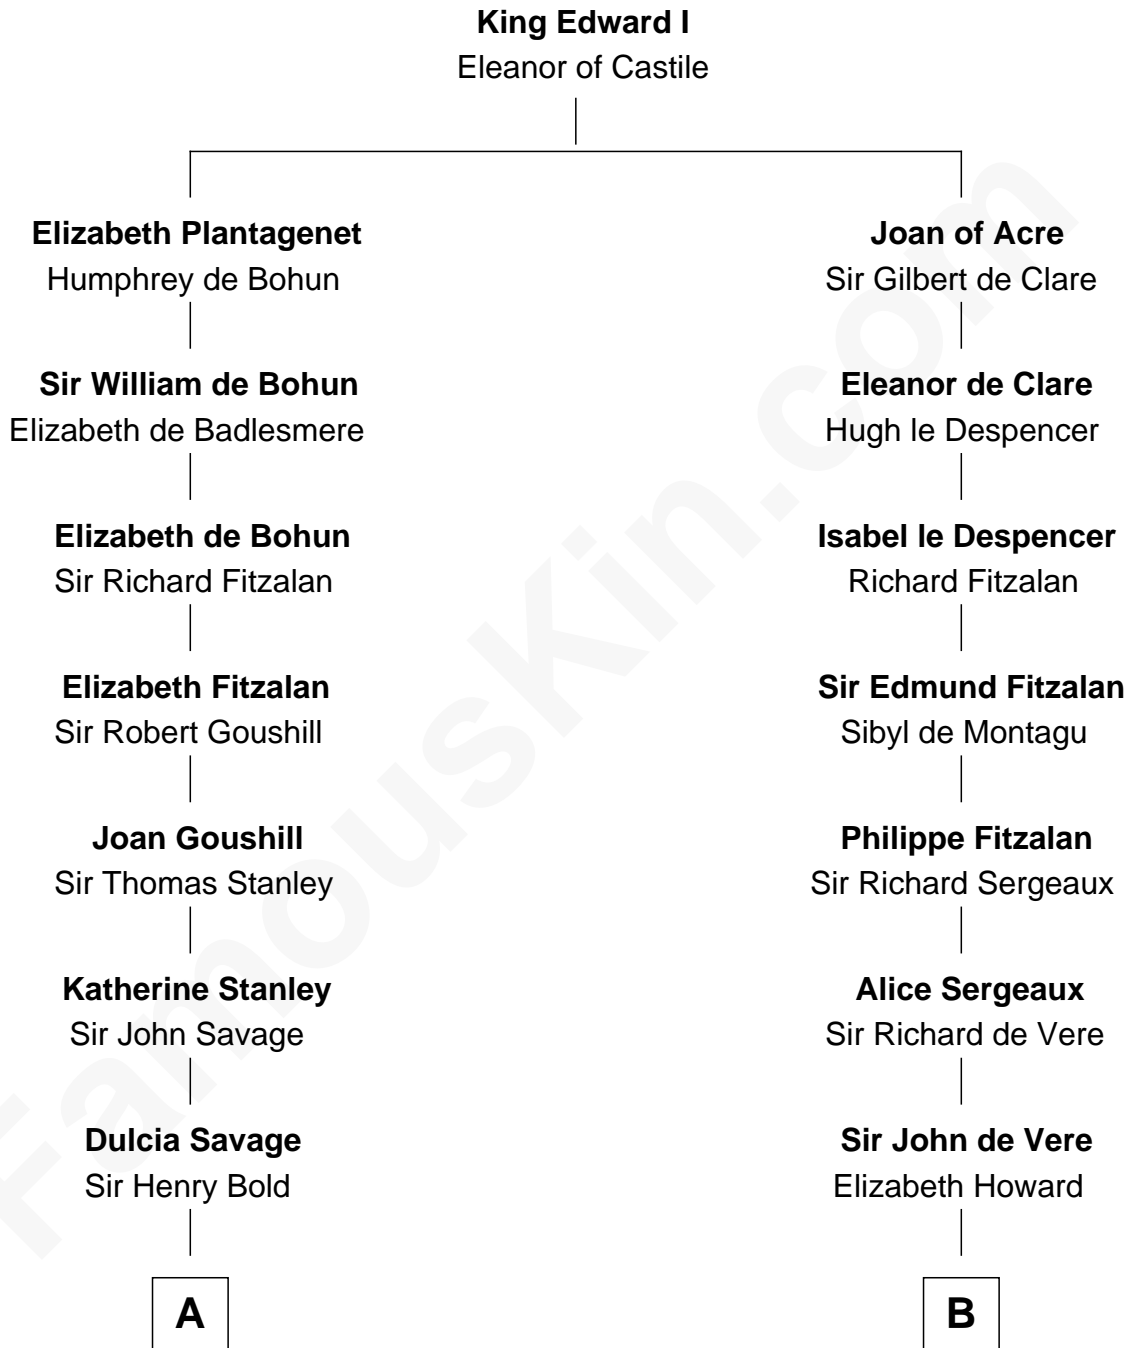 King Edward I
Eleanor of Castile
Elizabeth Plantagenet
Humphrey de Bohun
Joan of Acre
Sir Gilbert de Clare
Sir William de Bohun
Elizabeth de Badlesmere
Eleanor de Clare
Hugh le Despencer
Elizabeth de Bohun
Sir Richard Fitzalan
Isabel le Despencer
Richard Fitzalan
Elizabeth Fitzalan
Sir Robert Goushill
Sir Edmund Fitzalan
Sibyl de Montagu
Joan Goushill
Sir Thomas Stanley
Philippe Fitzalan
Sir Richard Sergeaux
Katherine Stanley
Sir John Savage
Alice Sergeaux
Sir Richard de Vere
Dulcia Savage
Sir Henry Bold
Sir John de Vere
Elizabeth Howard
A
B
FamousKin.com